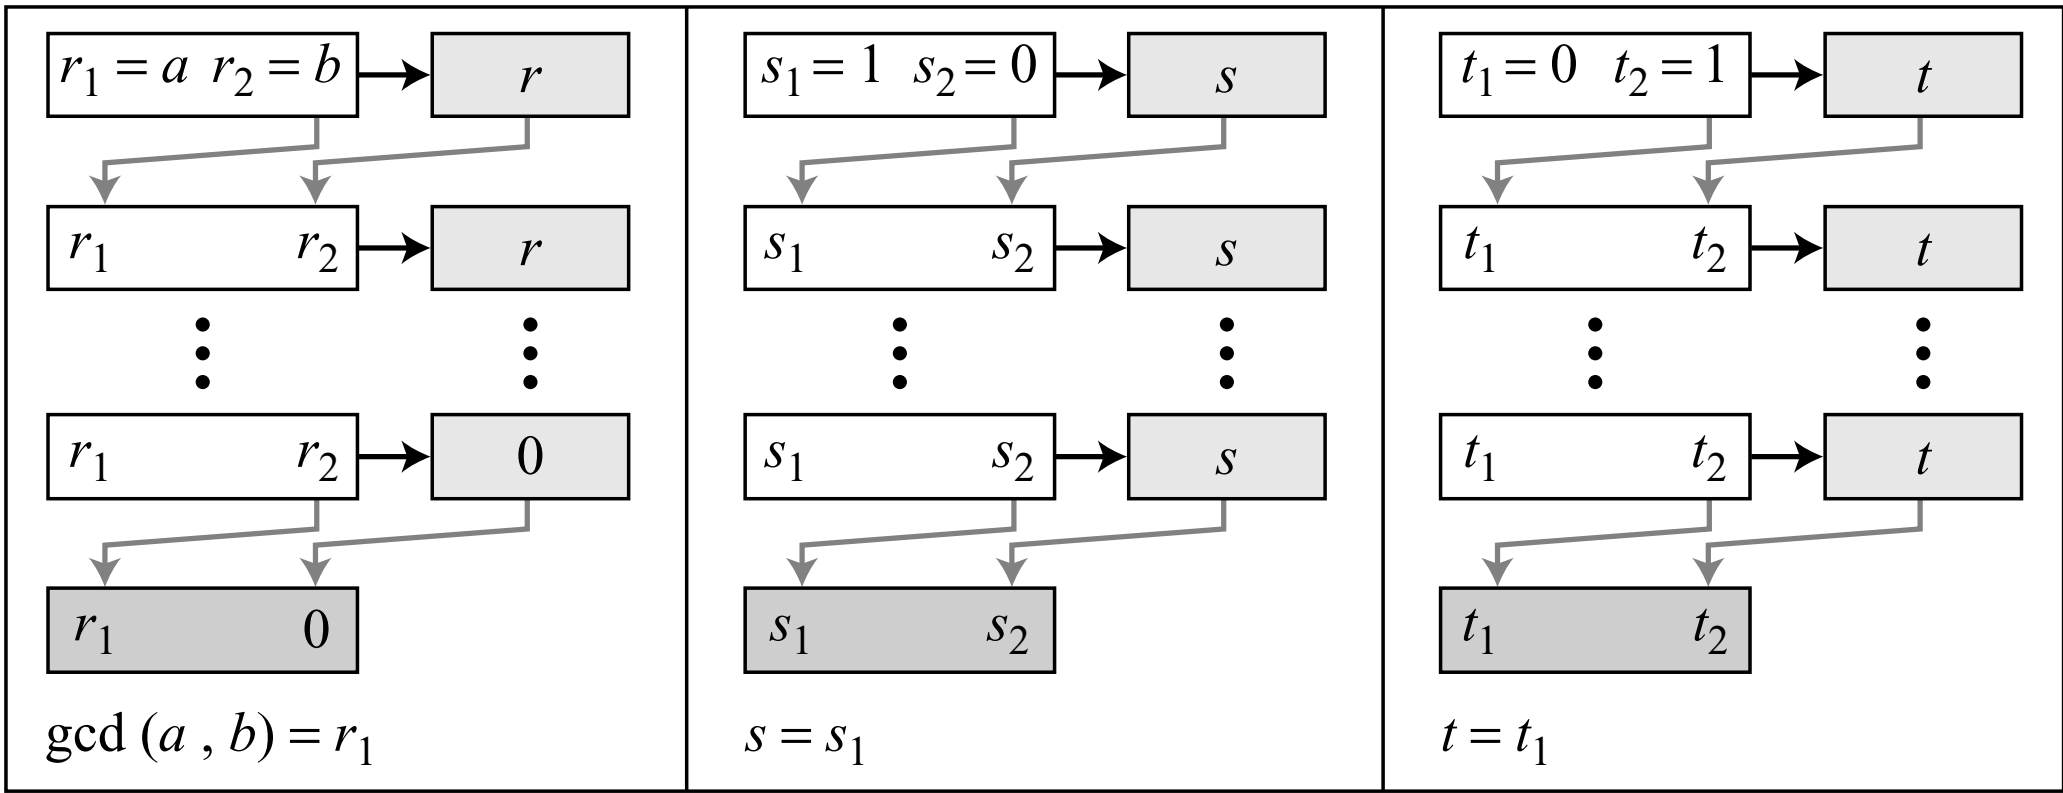 r₁ = a r₂ = b r s₁ = 1 s₂ = 0 s t₁ = 0 t₂ = 1 t
r₁ r₂ r s₁ s₂ s t₁ t₂ t
r₁ r₂ 0 s₁ s₂ s t₁ t₂ t
r₁ 0 s₁ s₂ t₁ t₂
gcd (a , b) = r₁ s = s₁ t = t₁